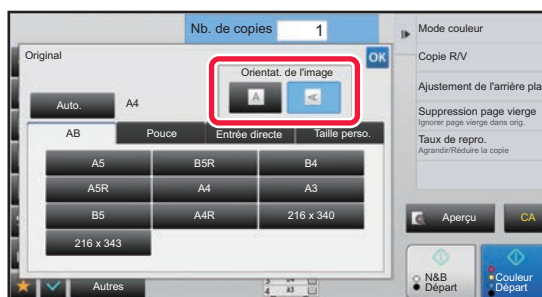 Nb. de copies 1
Mode couleur
Original
OK
Copie R/V
Orientat. de l'image
A A
Ajustement de l'arrière pla
Auto. A4
Suppression page vierge
Ignorer page vierge dans orig.
AB Pouce Entrée directe Taille perso.
Taux de repro.
Agrandir/Réduire la copie
A5 B5R B4
A5R A4 A3
B5 A4R 216 x 340
Aperçu CA
216 x 343
N&B
Départ
Couleur
Départ
Autres
4 A3